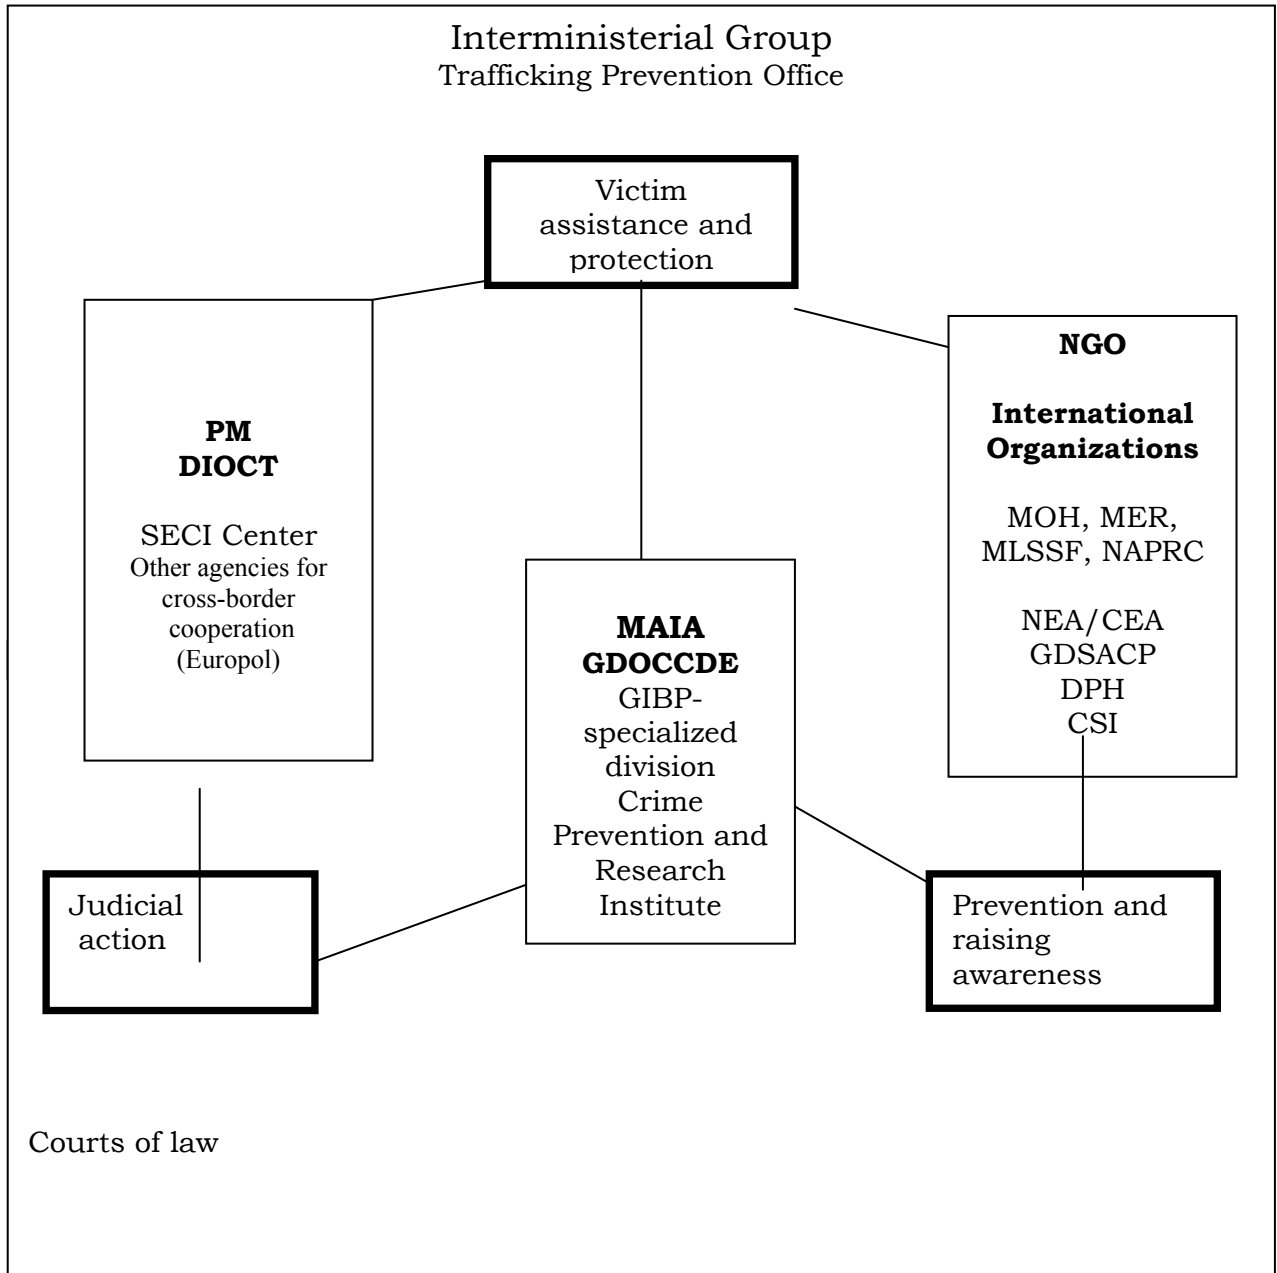 Interministerial Group
Trafficking Prevention Office
Victim
assistance and
protection
PM
DIOCT
SECI Center
Other agencies for
cross-border
cooperation
(Europol)
NGO
International
Organizations
MOH, MER,
MLSSF, NAPRC
NEA/CEA
GDSACP
DPH
CSI
MAIA
GDOCCDE
GIBP-
specialized
division
Crime
Prevention and
Research
Institute
Judicial
action
Prevention and
raising
awareness
Courts of law